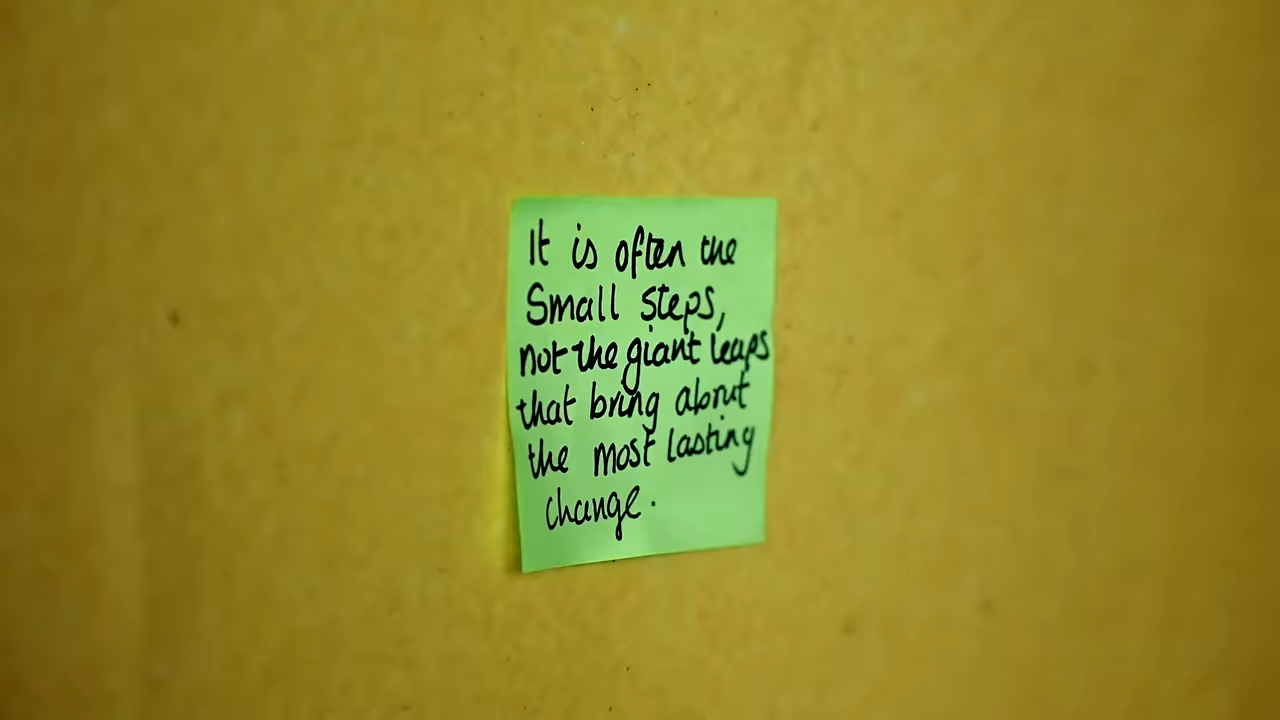 It is often the
Small steps,
not the giant leaps
that bring about
the most lasting
change.